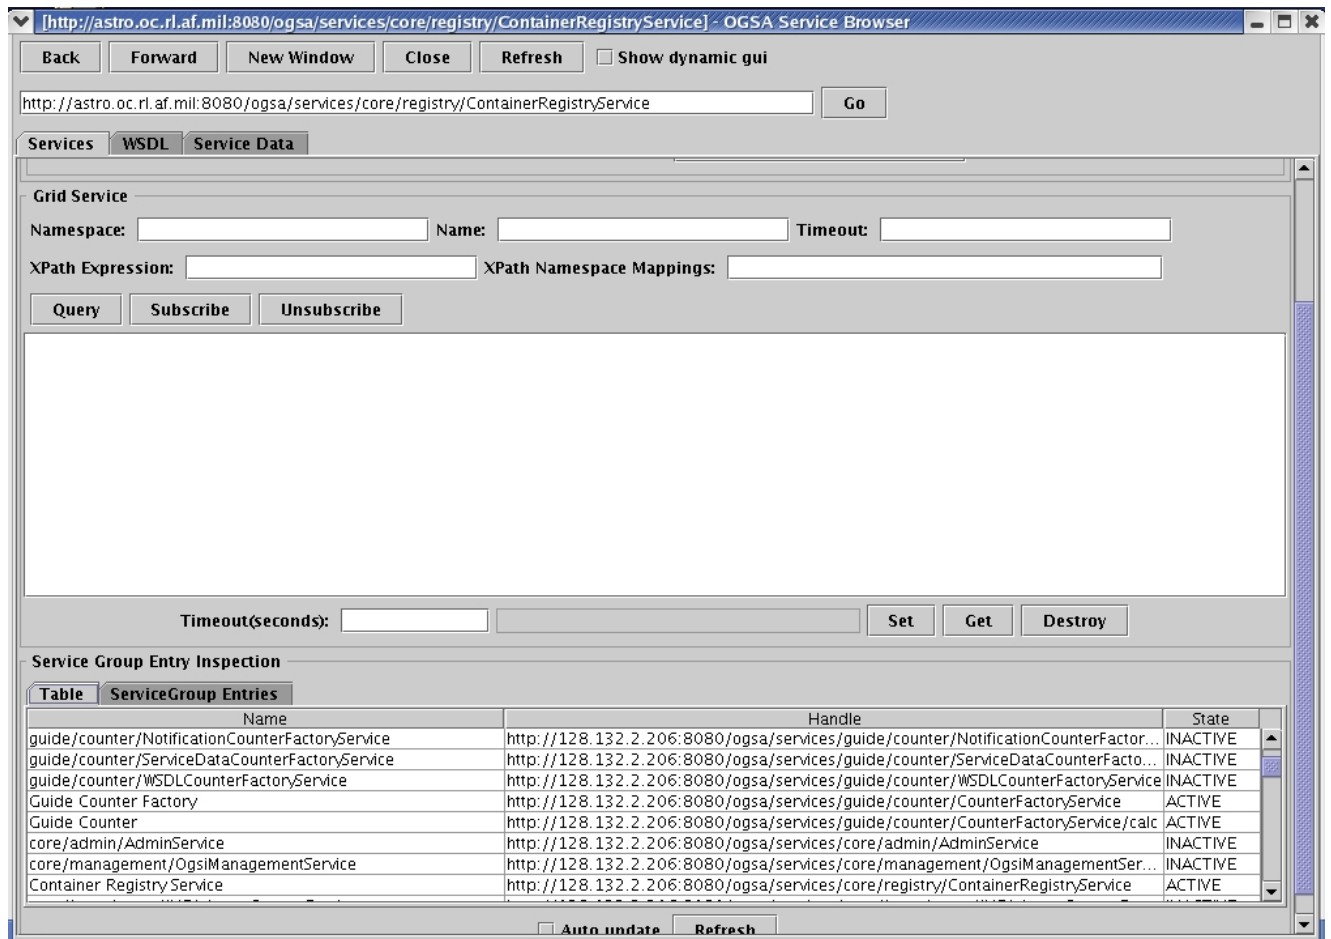 [http://astro.oc.rl.af.mil:8080/ogsa/services/core/registry/ContainerRegistryService] - OGSA Service Browser
Back Forward New Window Close Refresh Show dynamic gui
http://astro.oc.rl.af.mil:8080/ogsa/services/core/registry/ContainerRegistryService Go
Services WSDL Service Data
Grid Service
Namespace: Name: Timeout:
XPath Expression: XPath Namespace Mappings:
Query Subscribe Unsubscribe
Timeout(seconds): Set Get Destroy
Service Group Entry Inspection
Table ServiceGroup Entries
Name Handle State
guide/counter/NotificationCounterFactoryService http://128.132.2.206:8080/ogsa/services/guide/counter/NotificationCounterFactor... INACTIVE
guide/counter/ServiceDataCounterFactoryService http://128.132.2.206:8080/ogsa/services/guide/counter/ServiceDataCounterFacto... INACTIVE
guide/counter/WSDLCounterFactoryService http://128.132.2.206:8080/ogsa/services/guide/counter/WSDLCounterFactoryService INACTIVE
Guide Counter Factory http://128.132.2.206:8080/ogsa/services/guide/counter/CounterFactoryService ACTIVE
Guide Counter http://128.132.2.206:8080/ogsa/services/guide/counter/CounterFactoryService/calc ACTIVE
core/admin/AdminService http://128.132.2.206:8080/ogsa/services/core/admin/AdminService INACTIVE
core/management/OgsiManagementService http://128.132.2.206:8080/ogsa/services/core/management/OgsiManagementSer... INACTIVE
Container Registry Service http://128.132.2.206:8080/ogsa/services/core/registry/ContainerRegistryService ACTIVE
Auto update Refresh